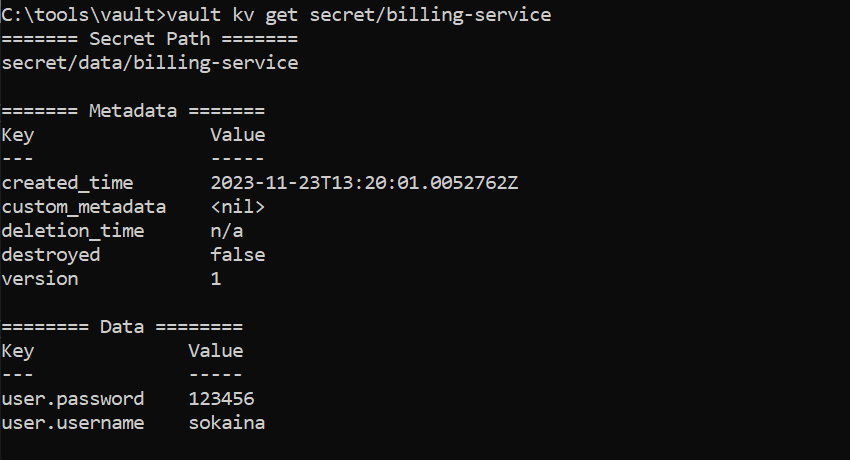 C:\tools\vault>vault kv get secret/billing-service
======= Secret Path =======
secret/data/billing-service
======= Metadata =======
Key                Value
---                -----
created_time       2023-11-23T13:20:01.0052762Z
custom_metadata    <nil>
deletion_time      n/a
destroyed          false
version            1
======== Data ========
Key              Value
---              -----
user.password    123456
user.username    sokaina